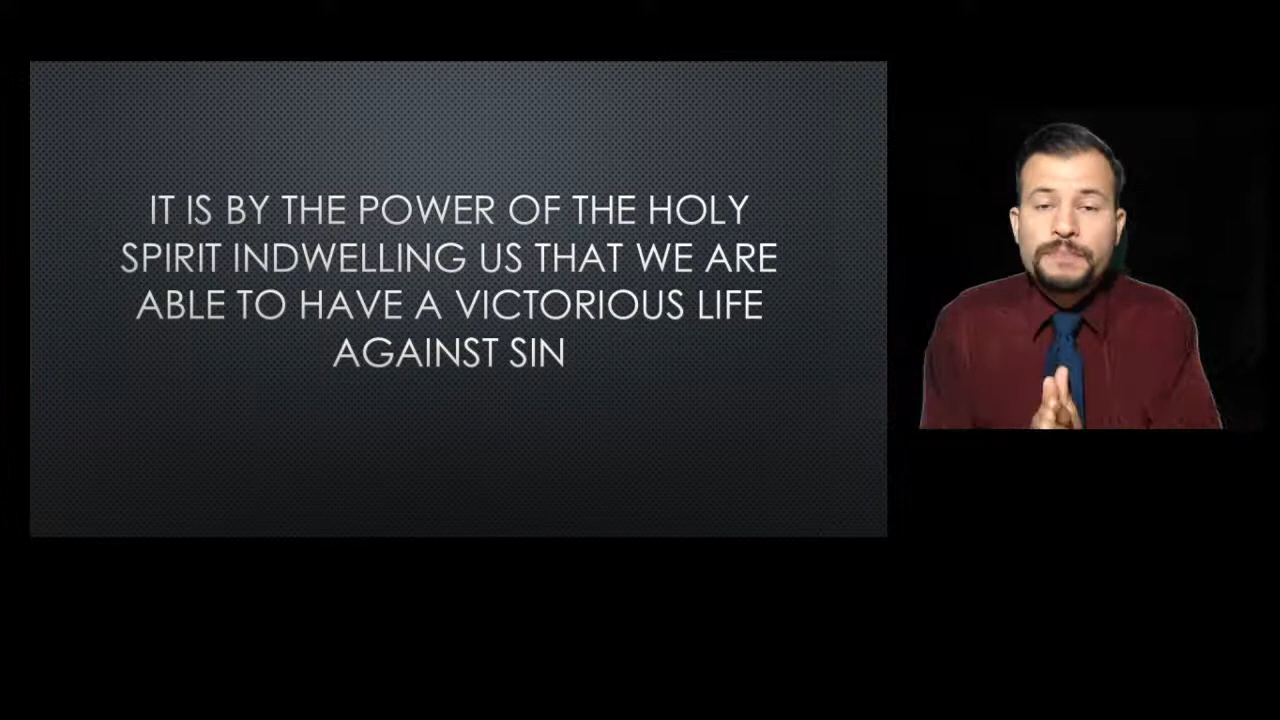 IT IS BY THE POWER OF THE HOLY
SPIRIT INDWELLING US THAT WE ARE
ABLE TO HAVE A VICTORIOUS LIFE
AGAINST SIN